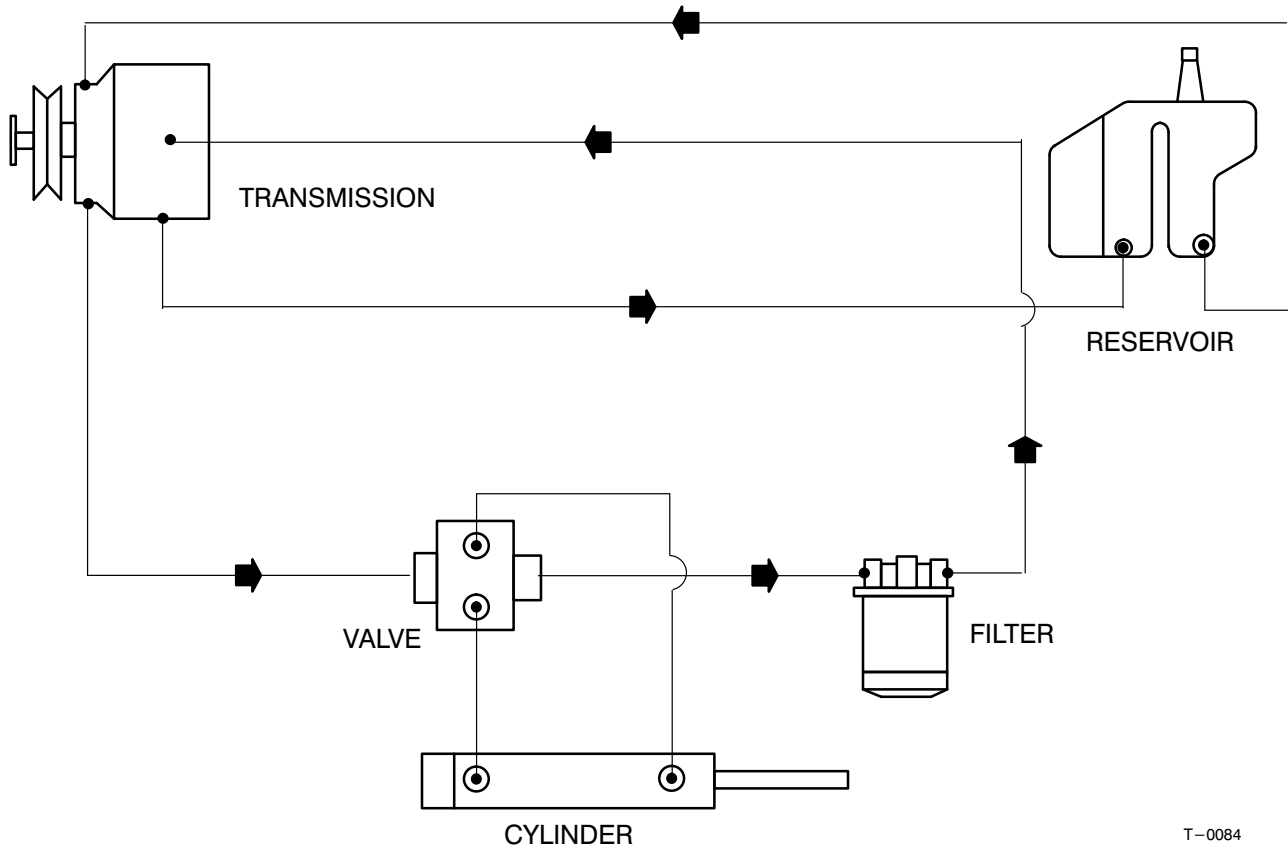 TRANSMISSION
RESERVOIR
VALVE
FILTER
CYLINDER
T−0084